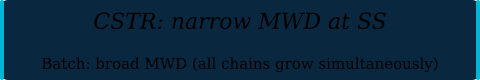 CSTR: narrow MWD at SS
Batch: broad MWD (all chains grow simultaneously)